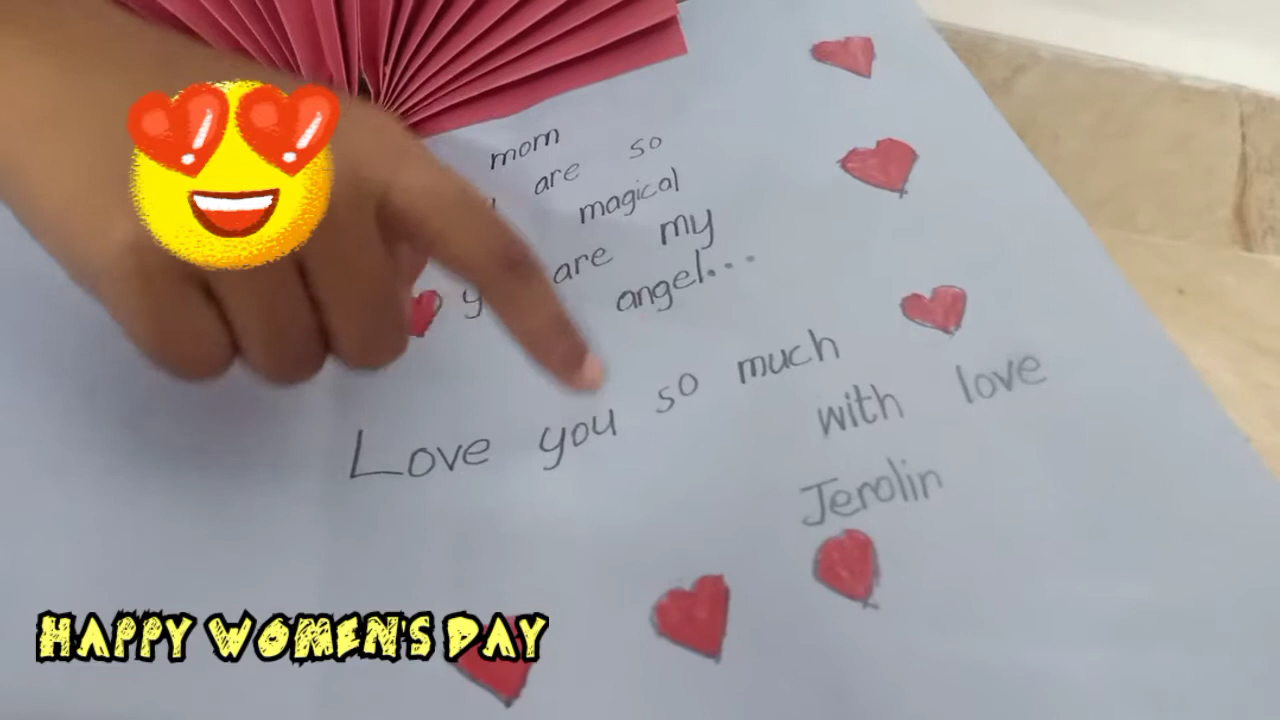 mom
are so
magical
are my
angel...
Love you so much
with love
Jerolin
HAPPY WOMEN'S DAY